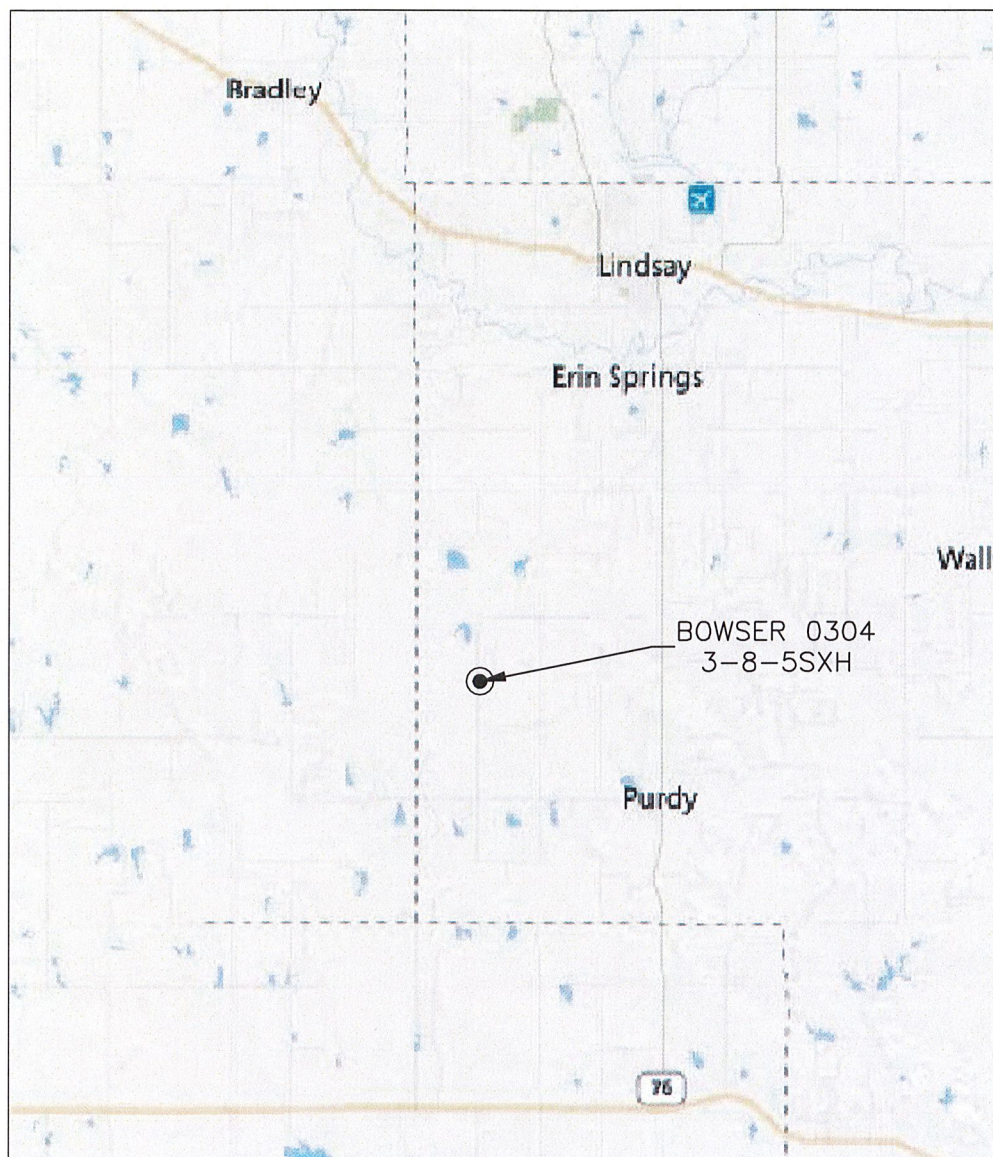 Bradley
Lindsay
Erin Springs
Wall
BOWSER 0304
3-8-5SXH
Purdy
76